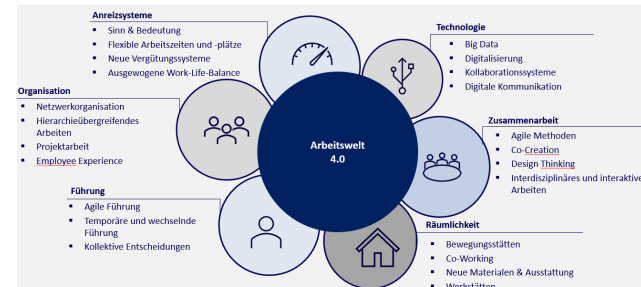 Anreizsysteme
Sinn & Bedeutung
Flexible Arbeitszeiten und -plätze
Neue Vergütungssysteme
Ausgewogene Work-Life-Balance
Technologie
Big Data
Digitalisierung
Kollaborationssysteme
Digitale Kommunikation
Organisation
Netzwerkorganisation
Hierarchieübergreifendes
Arbeiten
Projektarbeit
Employee Experience
Arbeitswelt
4.0
Zusammenarbeit
Agile Methoden
Co-Creation
Design Thinking
Interdisziplinäres und interaktive
Arbeiten
Führung
Agile Führung
Temporäre und wechselnde
Führung
Kollektive Entscheidungen
Räumlichkeit
Bewegungsstätten
Co-Working
Neue Materialen & Ausstattung
Werkstätten